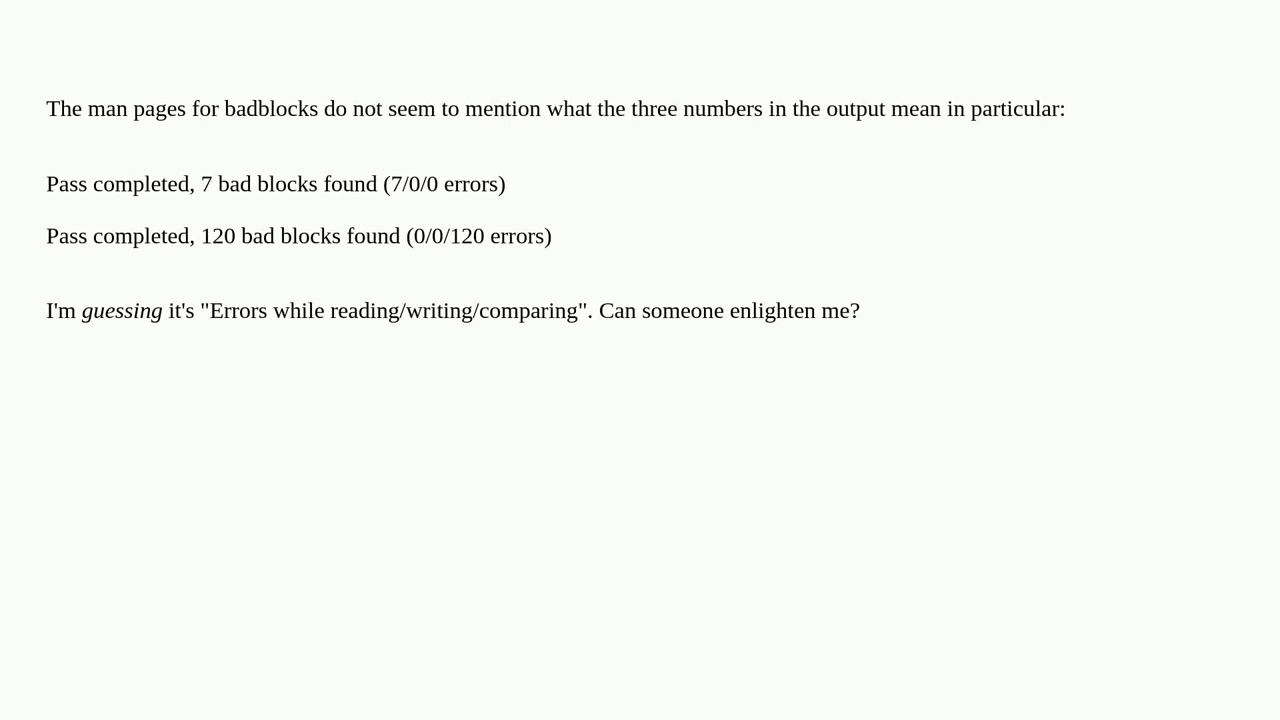 The man pages for badblocks do not seem to mention what the three numbers in the output mean in particular:
Pass completed, 7 bad blocks found (7/0/0 errors)
Pass completed, 120 bad blocks found (0/0/120 errors)
I'm guessing it's "Errors while reading/writing/comparing". Can someone enlighten me?